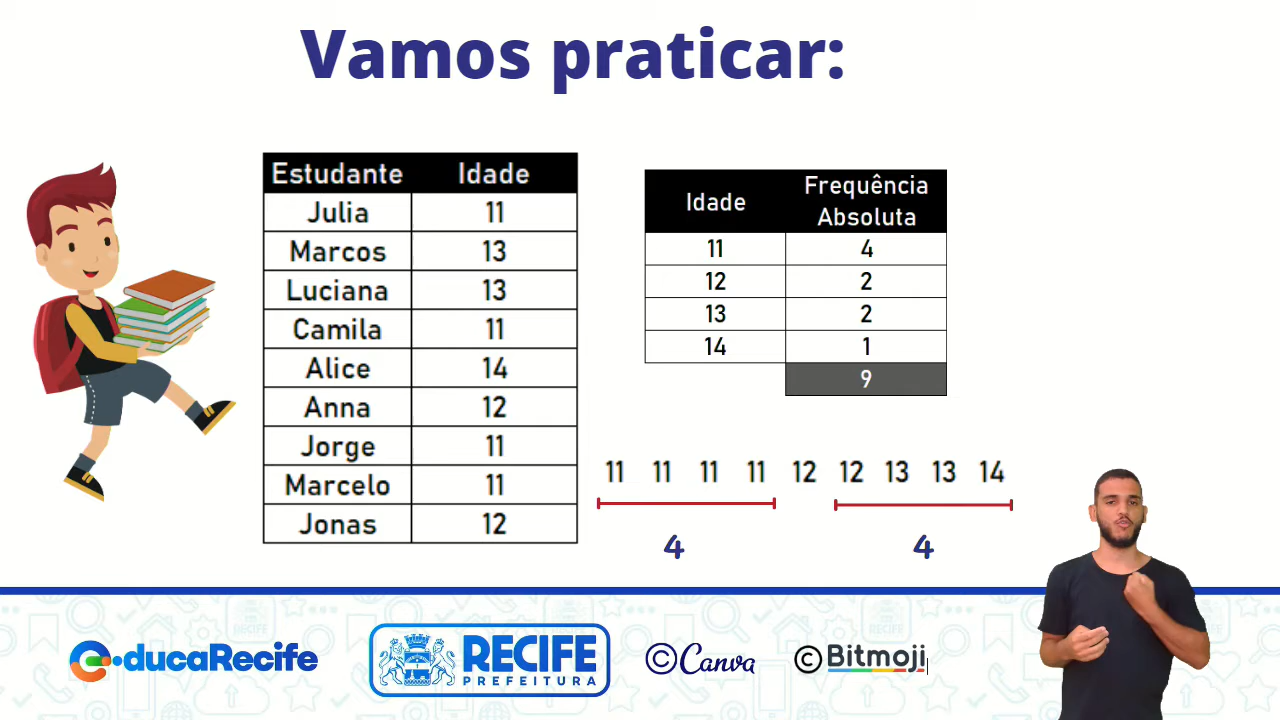 Vamos praticar:
Estudante Idade
Julia 11
Marcos 13
Luciana 13
Camila 11
Alice 14
Anna 12
Jorge 11
Marcelo 11
Jonas 12
Idade Frequência Absoluta
11 4
12 2
13 2
14 1
9
11 11 11 11 12 12 13 13 14
4 4
ducaRecife
RECIFE
PREFEITURA
©Canva
©Bitmoji